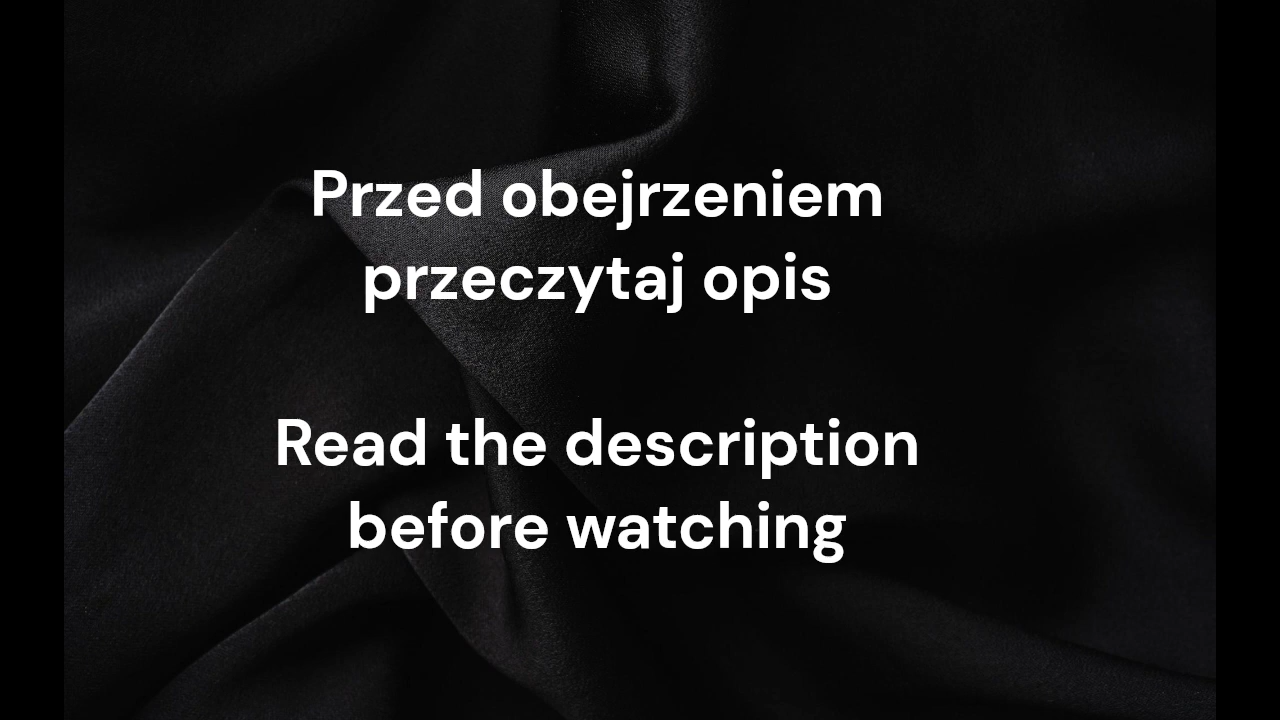 Przed obejrzeniem
przeczytaj opis
Read the description
before watching